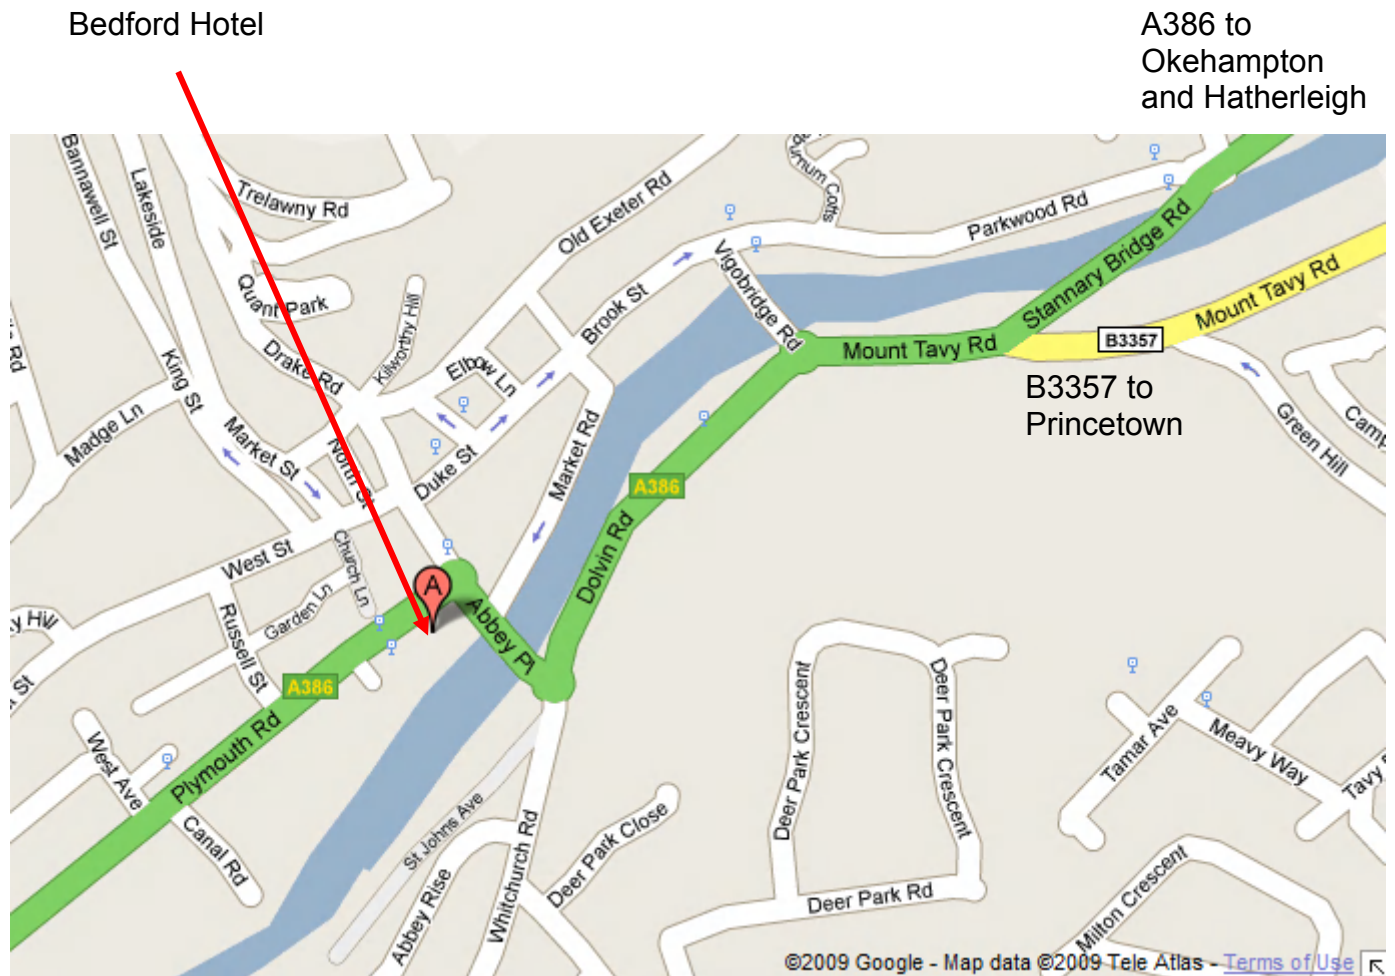 Bedford Hotel
A386 to
Okehampton
and Hatherleigh
Bannawell St
Lakeside
Trelawny Rd
Old Exeter Rd
Parkwood Rd
Vigobridge Rd
Stannary Bridge Rd
Mount Tavy Rd
Quant Park
Kilworthy Hill
Brook St
Drake Rd
Elbow Ln
Mount Tavy Rd
B3357
B3357 to
Princetown
King St
Madge Ln
Market St
North St
Duke St
Market Rd
Green Hill
A386
Dolvin Rd
West St
Church Ln
Garden Ln
Russell St
A
Abbey Pl
A386
Plymouth Rd
West Ave
Canal Rd
St Johns Ave
Abbey Rise
Whitchurch Rd
Deer Park Close
Deer Park Crescent
Deer Park Crescent
Deer Park Rd
Tamar Ave
Meavy Way
Milton Crescent
©2009 Google - Map data ©2009 Tele Atlas - Terms of Use